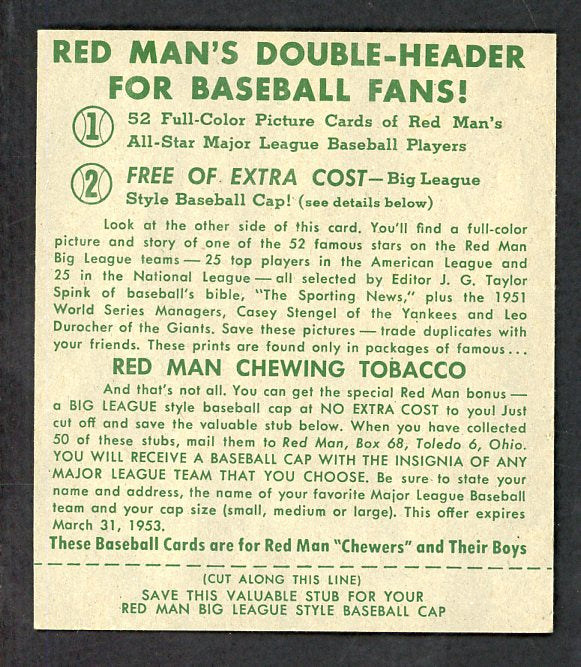 RED MAN'S DOUBLE-HEADER
FOR BASEBALL FANS!
1 52 Full-Color Picture Cards of Red Man's
All-Star Major League Baseball Players
2 FREE OF EXTRA COST—Big League
Style Baseball Cap! (see details below)
Look at the other side of this card. You'll find a full-color
picture and story of one of the 52 famous stars on the Red Man
Big League teams — 25 top players in the American League and
25 in the National League — all selected by Editor J. G. Taylor
Spink of baseball's bible, "The Sporting News," plus the 1951
World Series Managers, Casey Stengel of the Yankees and Leo
Durocher of the Giants. Save these pictures — trade duplicates with
your friends. These prints are found only in packages of famous...
RED MAN CHEWING TOBACCO
And that's not all. You can get the special Red Man bonus —
a BIG LEAGUE style baseball cap at NO EXTRA COST to you! Just
cut off and save the valuable stub below. When you have collected
50 of these stubs, mail them to Red Man, Box 68, Toledo 6, Ohio.
YOU WILL RECEIVE A BASEBALL CAP WITH THE INSIGNIA OF ANY
MAJOR LEAGUE TEAM THAT YOU CHOOSE. Be sure to state your
name and address, the name of your favorite Major League Baseball
team and your cap size (small, medium or large). This offer expires
March 31, 1953.
These Baseball Cards are for Red Man "Chewers" and Their Boys
(CUT ALONG THIS LINE)
SAVE THIS VALUABLE STUB FOR YOUR
RED MAN BIG LEAGUE STYLE BASEBALL CAP